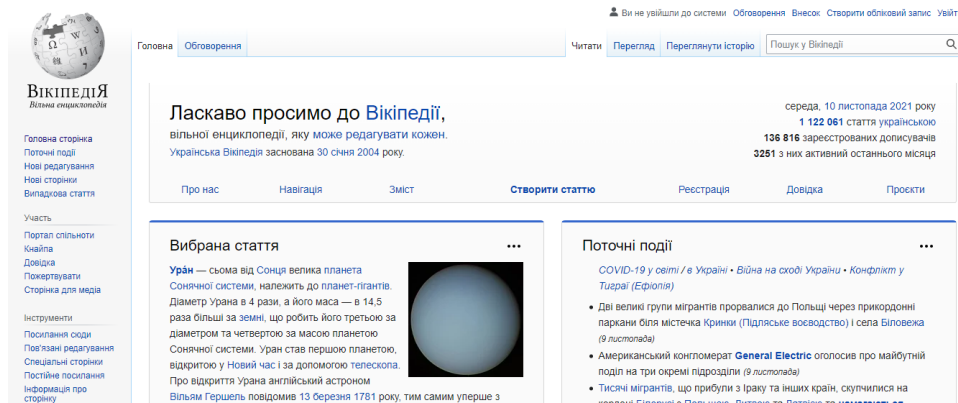 Ви не увійшли до системи Обговорення Внесок Створити обліковий запис Увійт
ВІКІПЕДІЯ
Вільна енциклопедія
Головна Обговорення
Читати Перегляд Переглянути історію Пошук у Вікіпедії
Головна сторінка
Поточні події
Нові редагування
Нові сторінки
Випадкова стаття
Участь
Портал спільноти
Кнайпа
Довідка
Пожертвувати
Сторінка для медіа
Інструменти
Посилання сюди
Пов'язані редагування
Спеціальні сторінки
Постійне посилання
Інформація про
сторінку
Ласкаво просимо до Вікіпедії,
вільної енциклопедії, яку може редагувати кожен.
Українська Вікіпедія заснована 30 січня 2004 року.
середа, 10 листопада 2021 року
1 122 061 стаття українською
136 816 зареєстрованих дописувачів
3251 з них активний останнього місяця
Про нас Навігація Зміст Створити статтю Реєстрація Довідка Проєкти
Вибрана стаття
Ура́н — сьома від Сонця велика планета
Сонячної системи, належить до планет-гігантів.
Діаметр Урана в 4 рази, а його маса — в 14,5
раза більші за земні, що робить його третьою за
діаметром та четвертою за масою планетою
Сонячної системи. Уран став першою планетою,
відкритою у Новий час і за допомогою телескопа.
Про відкриття Урана англійський астроном
Вільям Гершель повідомив 13 березня 1781 року, тим самим уперше з
Поточні події
COVID-19 у світі / в Україні • Війна на сході України • Конфлікт у
Тиграї (Ефіопія)
• Дві великі групи мігрантів прорвалися до Польщі через прикордонні
паркани біля містечка Кринки (Підляське воєводство) і села Біловежа
(9 листопада)
• Американський конгломерат General Electric оголосив про майбутній
поділ на три окремі підрозділи (9 листопада)
• Тисячі мігрантів, що прибули з Іраку та інших країн, скупчилися на